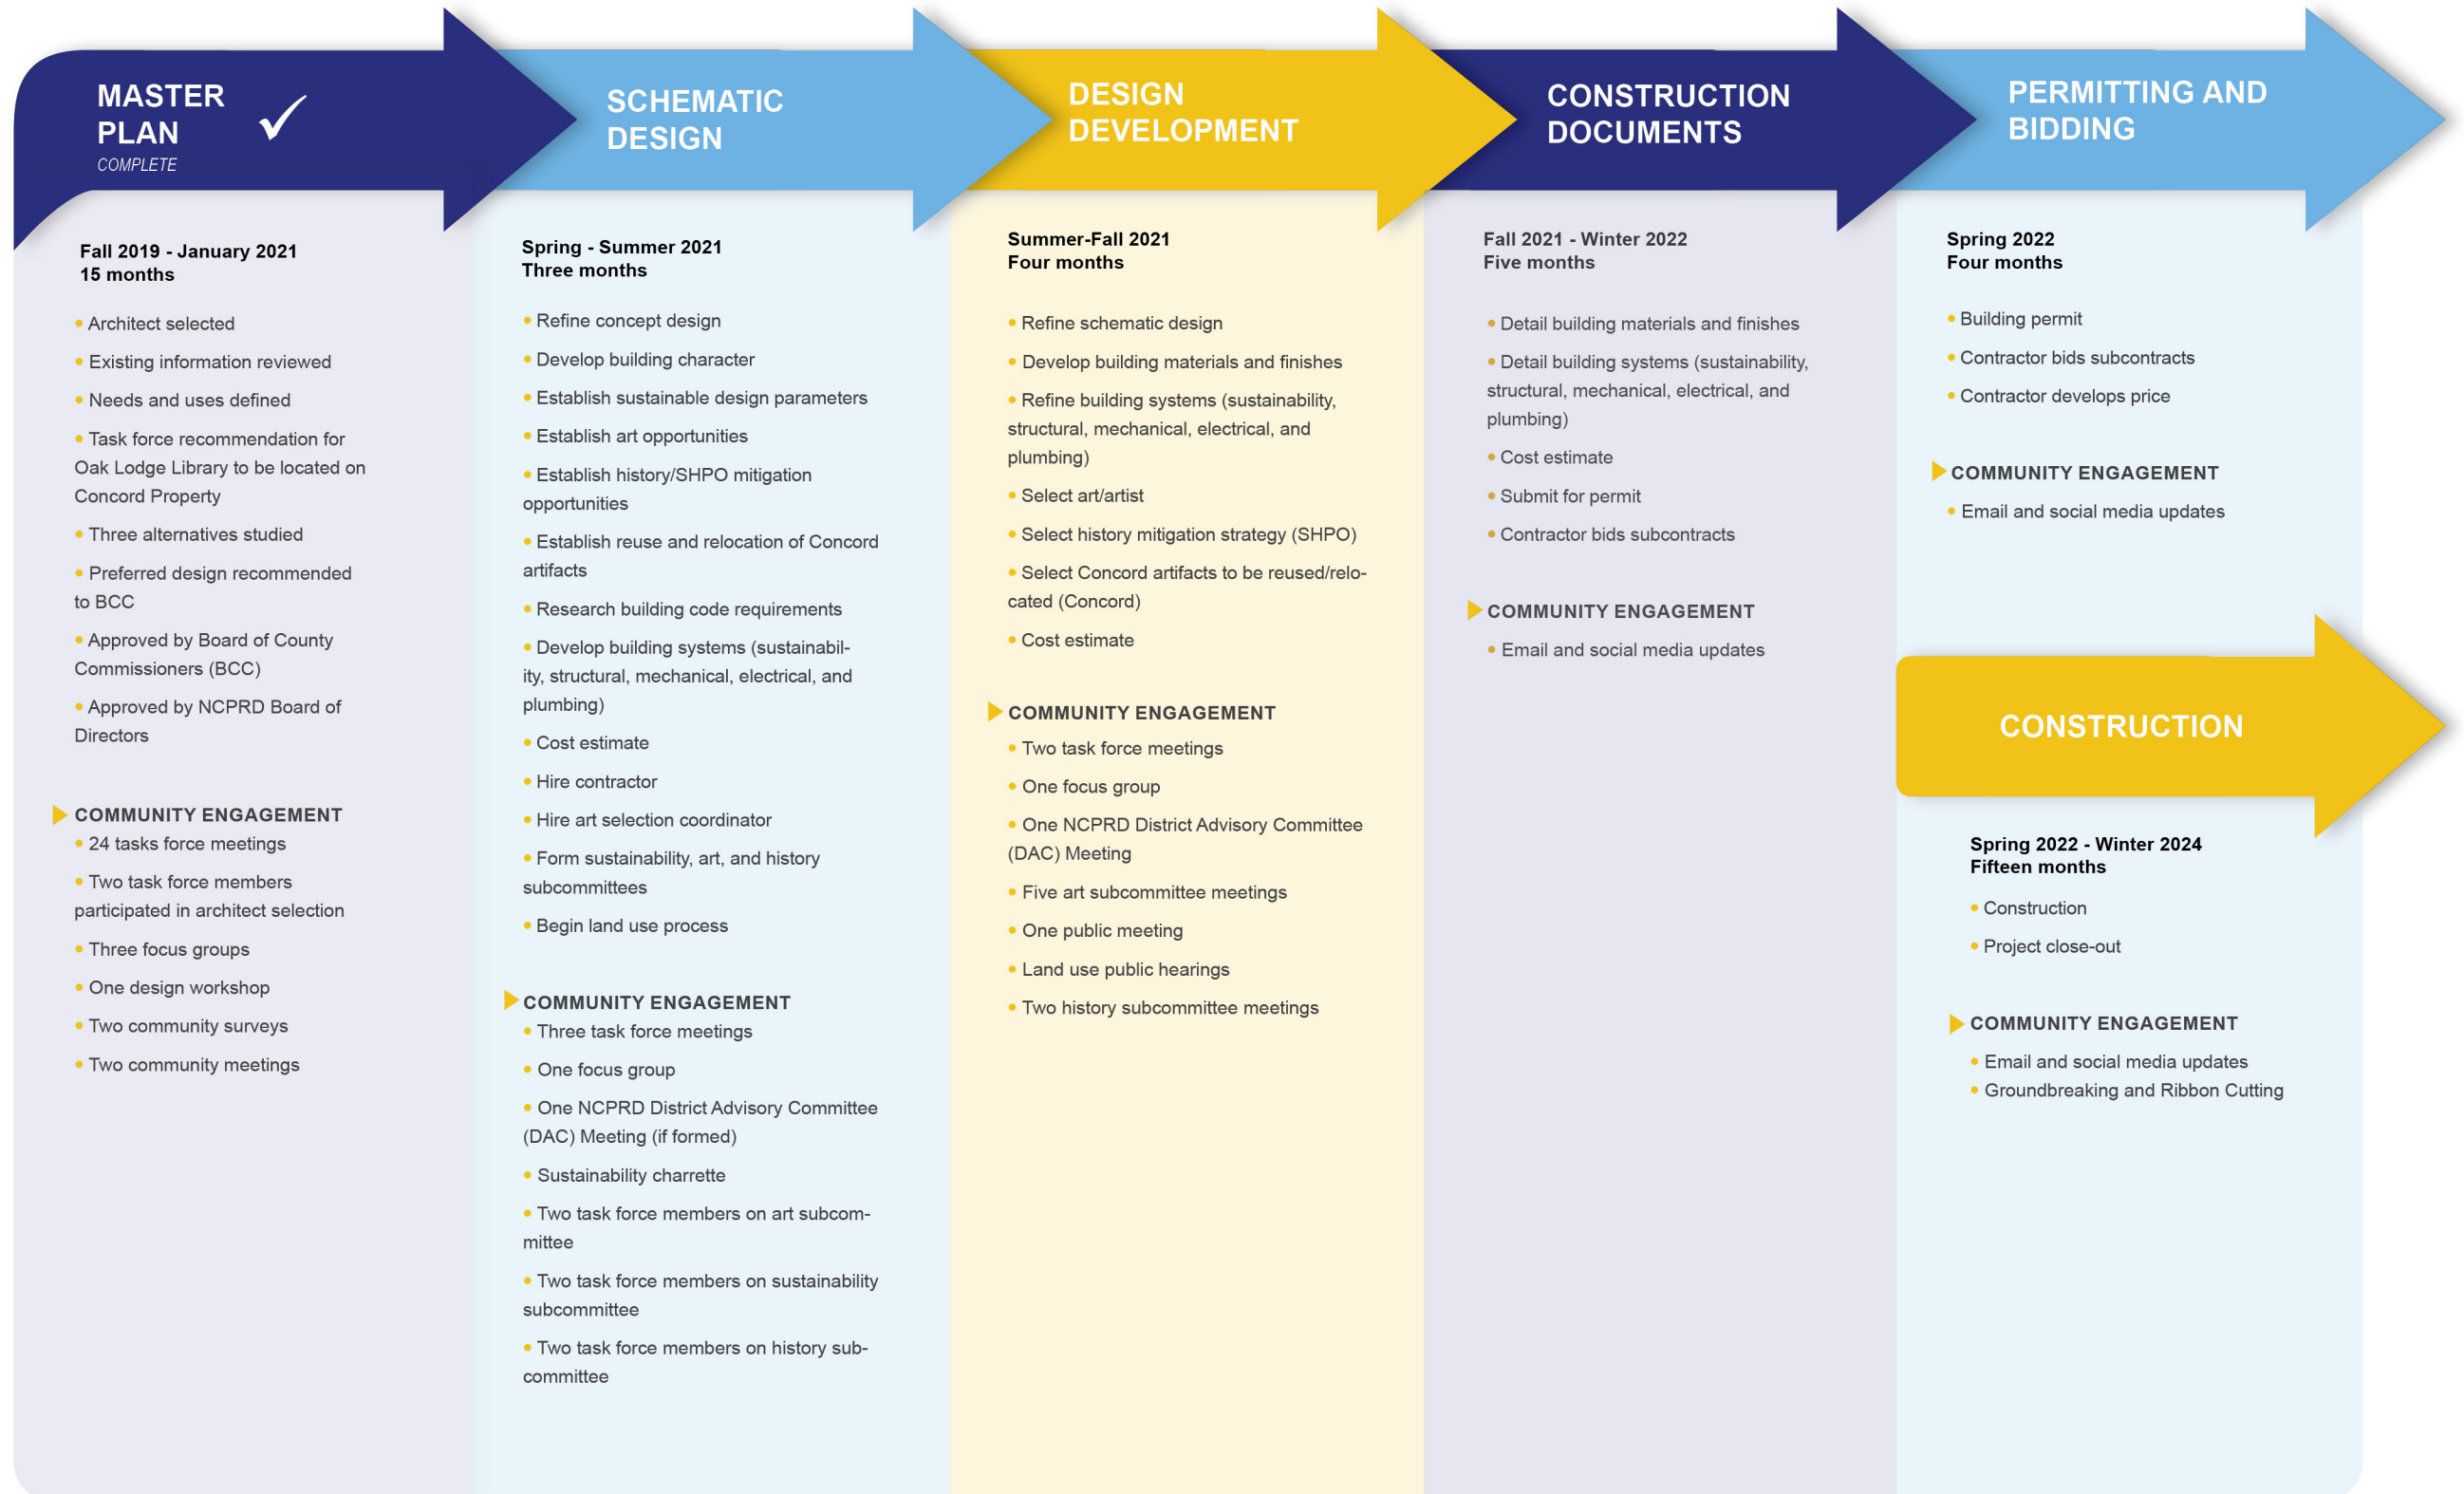 MASTER
PLAN
COMPLETE
Fall 2019 - January 2021
15 months
• Architect selected
• Existing information reviewed
• Needs and uses defined
• Task force recommendation for
Oak Lodge Library to be located on
Concord Property
• Three alternatives studied
• Preferred design recommended
to BCC
• Approved by Board of County
Commissioners (BCC)
• Approved by NCPRD Board of
Directors
COMMUNITY ENGAGEMENT
• 24 tasks force meetings
• Two task force members
participated in architect selection
• Three focus groups
• One design workshop
• Two community surveys
• Two community meetings
SCHEMATIC
DESIGN
Spring - Summer 2021
Three months
• Refine concept design
• Develop building character
• Establish sustainable design parameters
• Establish art opportunities
• Establish history/SHPO mitigation
opportunities
• Establish reuse and relocation of Concord
artifacts
• Research building code requirements
• Develop building systems (sustainabil-
ity, structural, mechanical, electrical, and
plumbing)
• Cost estimate
• Hire contractor
• Hire art selection coordinator
• Form sustainability, art, and history
subcommittees
• Begin land use process
COMMUNITY ENGAGEMENT
• Three task force meetings
• One focus group
• One NCPRD District Advisory Committee
(DAC) Meeting (if formed)
• Sustainability charrette
• Two task force members on art subcom-
mittee
• Two task force members on sustainability
subcommittee
• Two task force members on history sub-
committee
DESIGN
DEVELOPMENT
Summer-Fall 2021
Four months
• Refine schematic design
• Develop building materials and finishes
• Refine building systems (sustainability,
structural, mechanical, electrical, and
plumbing)
• Select art/artist
• Select history mitigation strategy (SHPO)
• Select Concord artifacts to be reused/relo-
cated (Concord)
• Cost estimate
COMMUNITY ENGAGEMENT
• Two task force meetings
• One focus group
• One NCPRD District Advisory Committee
(DAC) Meeting
• Five art subcommittee meetings
• One public meeting
• Land use public hearings
• Two history subcommittee meetings
CONSTRUCTION
DOCUMENTS
Fall 2021 - Winter 2022
Five months
• Detail building materials and finishes
• Detail building systems (sustainability,
structural, mechanical, electrical, and
plumbing)
• Cost estimate
• Submit for permit
• Contractor bids subcontracts
COMMUNITY ENGAGEMENT
• Email and social media updates
PERMITTING AND
BIDDING
Spring 2022
Four months
• Building permit
• Contractor bids subcontracts
• Contractor develops price
COMMUNITY ENGAGEMENT
• Email and social media updates
CONSTRUCTION
Spring 2022 - Winter 2024
Fifteen months
• Construction
• Project close-out
COMMUNITY ENGAGEMENT
• Email and social media updates
• Groundbreaking and Ribbon Cutting